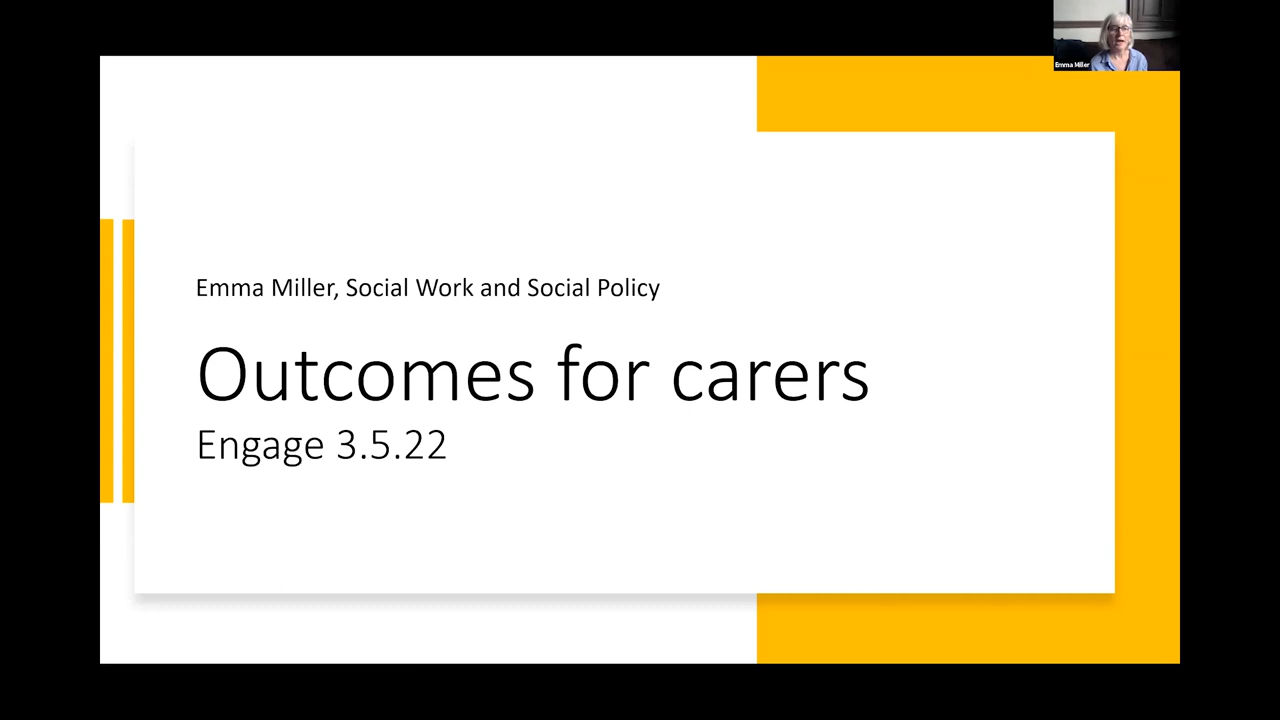 Emma Miller
Emma Miller, Social Work and Social Policy
Outcomes for carers
Engage 3.5.22